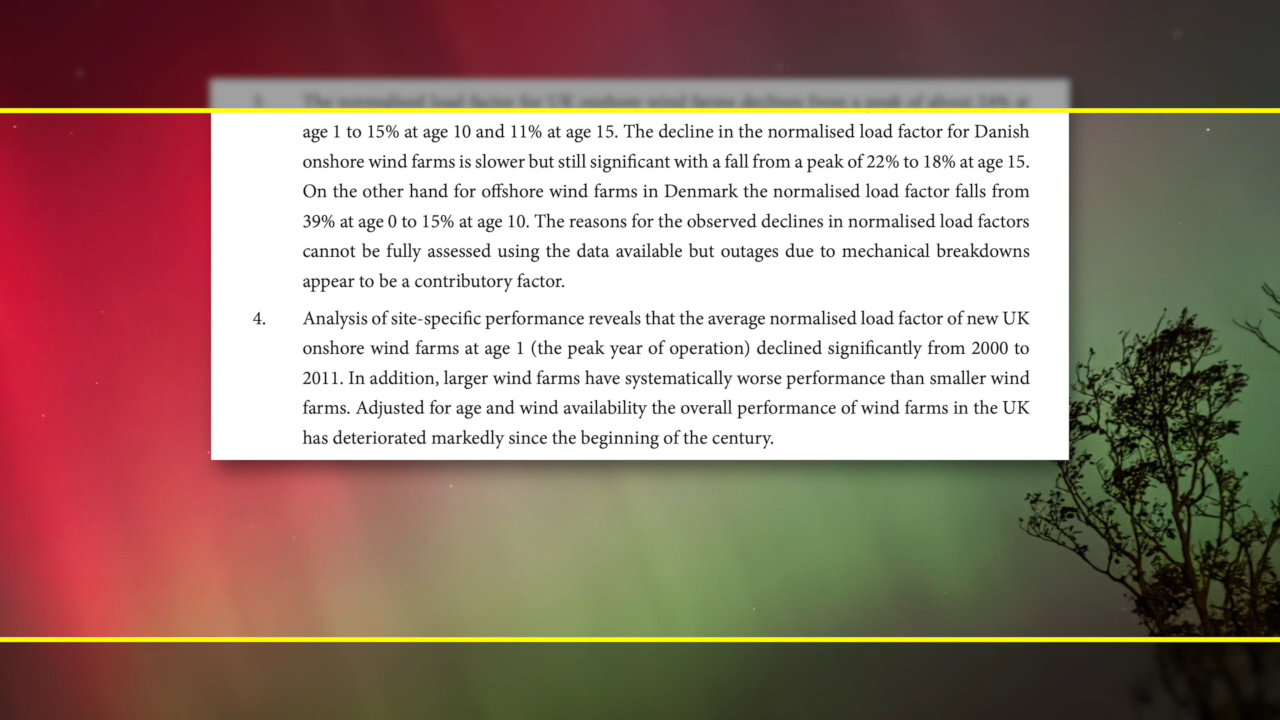 age 1 to 15% at age 10 and 11% at age 15. The decline in the normalised load factor for Danish
onshore wind farms is slower but still significant with a fall from a peak of 22% to 18% at age 15.
On the other hand for offshore wind farms in Denmark the normalised load factor falls from
39% at age 0 to 15% at age 10. The reasons for the observed declines in normalised load factors
cannot be fully assessed using the data available but outages due to mechanical breakdowns
appear to be a contributory factor.
4. Analysis of site-specific performance reveals that the average normalised load factor of new UK
onshore wind farms at age 1 (the peak year of operation) declined significantly from 2000 to
2011. In addition, larger wind farms have systematically worse performance than smaller wind
farms. Adjusted for age and wind availability the overall performance of wind farms in the UK
has deteriorated markedly since the beginning of the century.